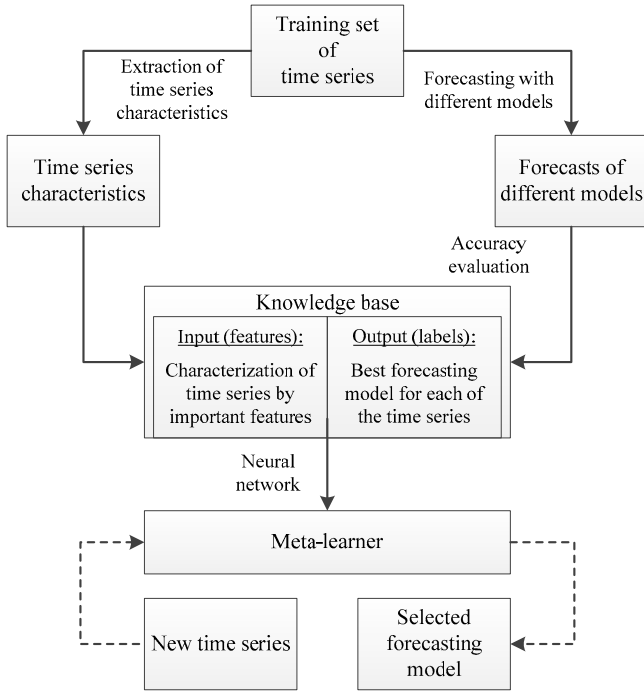 Training set
of
time series
Extraction of
time series
characteristics
Forecasting with
different models
Time series
characteristics
Forecasts of
different models
Accuracy
evaluation
Knowledge base
Input (features):
Characterization of
time series by
important features
Output (labels):
Best forecasting
model for each of
the time series
Neural
network
Meta-learner
New time series
Selected
forecasting
model